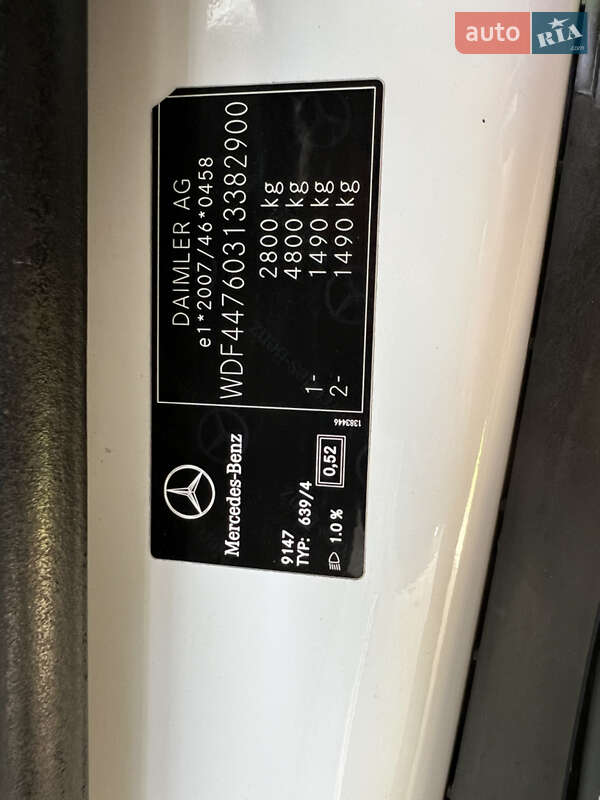 auto RIA.com
DAIMLER AG
e1*2007/46*0458
WDF44760313382900
2800 kg
4800 kg
1- 1490 kg
2- 1490 kg
1383446
Mercedes-Benz
9147
TYP: 639/4
1.0% 0,52